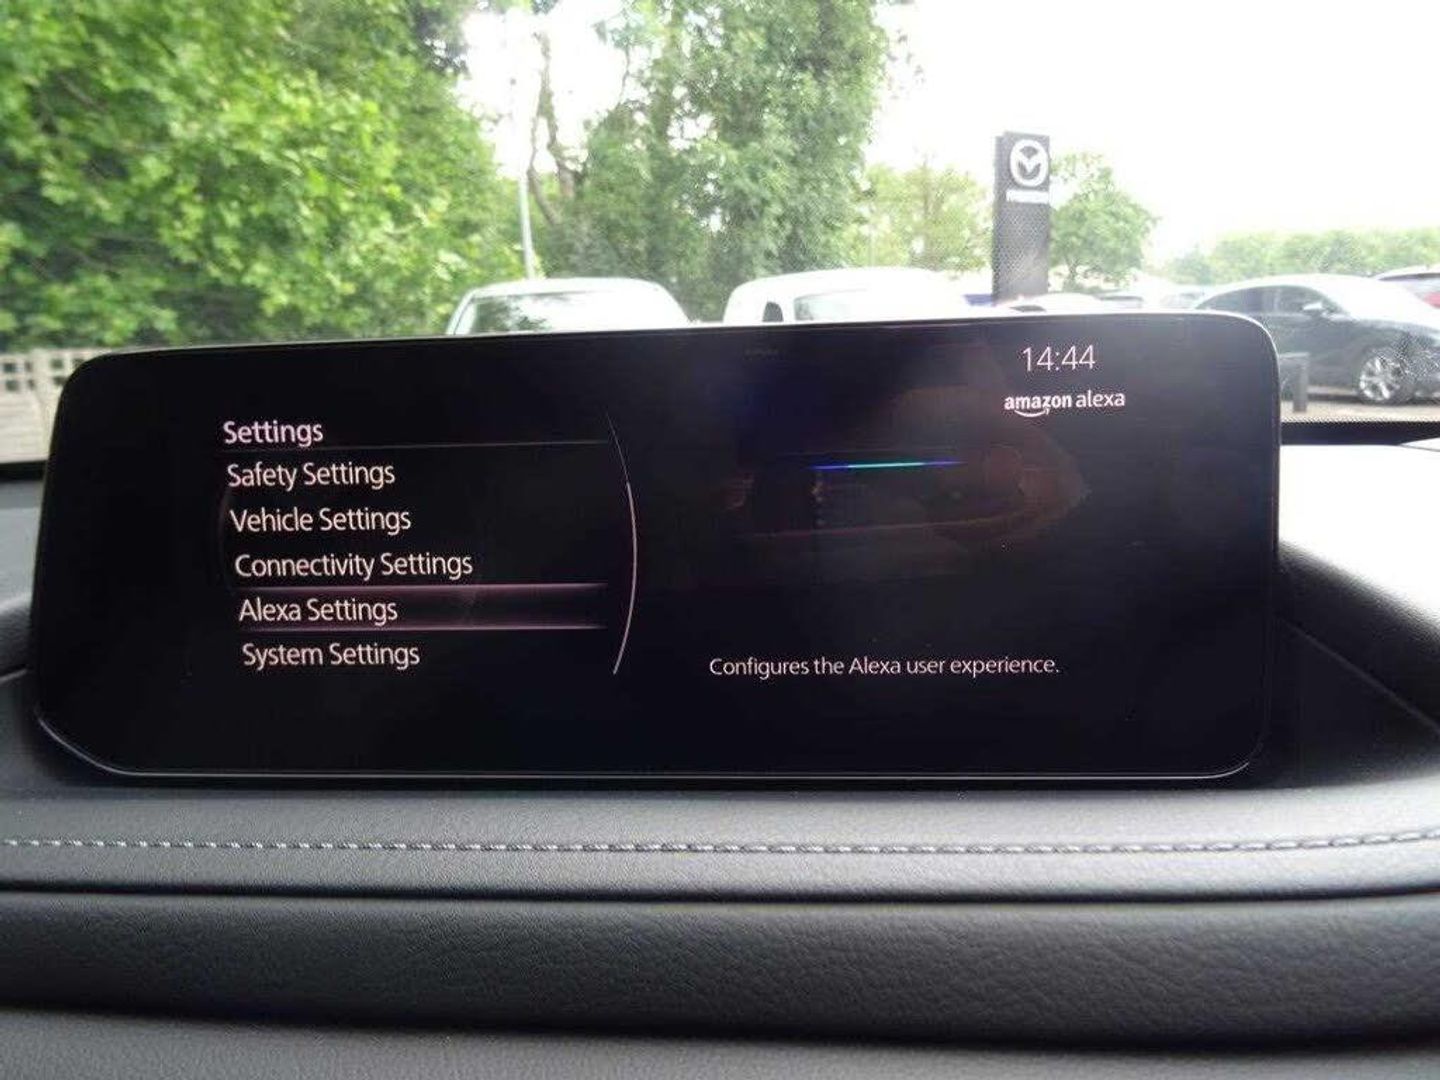 14:44
amazon alexa
Settings
Safety Settings
Vehicle Settings
Connectivity Settings
Alexa Settings
System Settings
Configures the Alexa user experience.